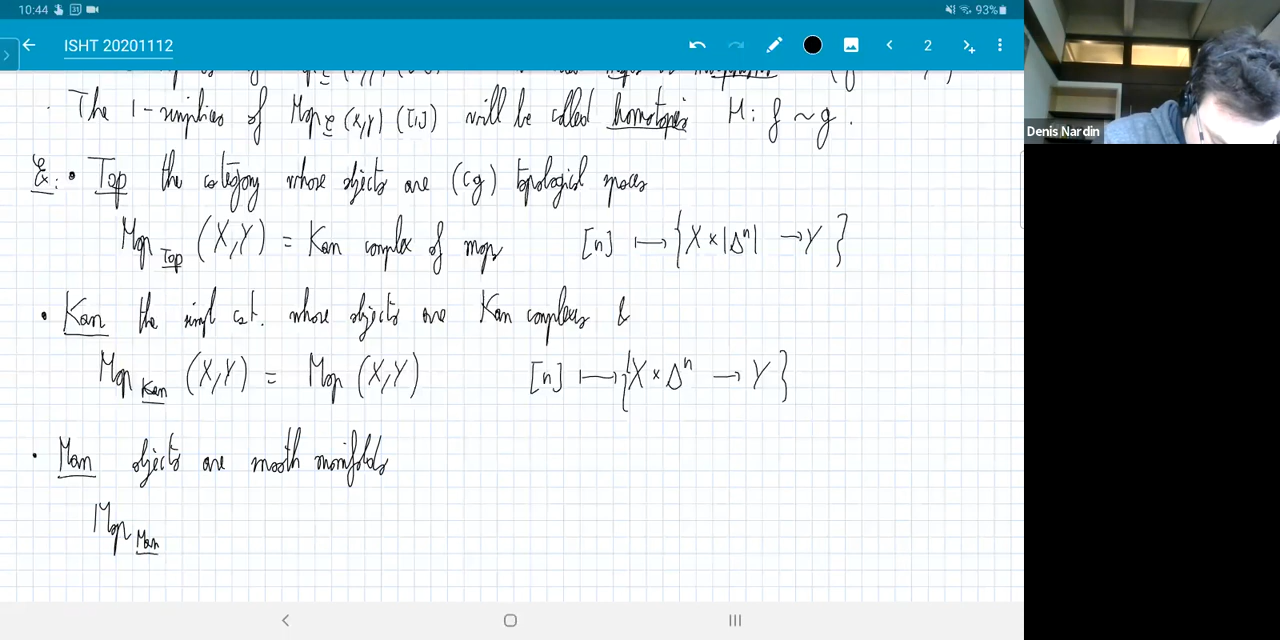 10:44 31 93%
ISHT 20201112 2
· The 1-simplices of Map_C (X,Y) will be called homotopies H: f ~ g.
Denis Nardin
Ex: • Top the category whose objects are (cg) topological spaces
Map_Top (X,Y) = Kan complex of maps [n] ⟼ {X × |Δ^n| → Y}
• Kan the simpl cat. whose objects are Kan complexes &
Map_Kan (X,Y) = Map (X,Y) [n] ⟼ {X × Δ^n → Y}
• Man objects are smooth manifolds
Map_Man